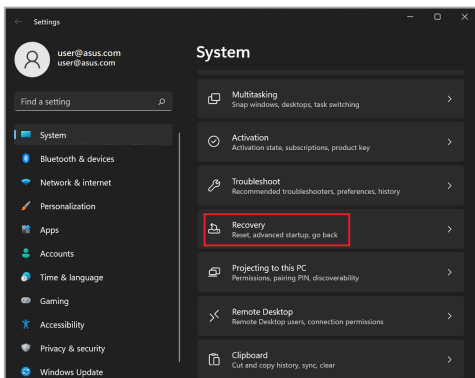 Settings
user@asus.com
user@asus.com
Find a setting
System
Bluetooth & devices
Network & internet
Personalization
Apps
Accounts
Time & language
Gaming
Accessibility
Privacy & security
Windows Update
System
Multitasking
Snap windows, desktops, task switching
Activation
Activation state, subscriptions, product key
Troubleshoot
Recommended troubleshooters, preferences, history
Recovery
Reset, advanced startup, go back
Projecting to this PC
Permissions, pairing PIN, discoverability
Remote Desktop
Remote Desktop users, connection permissions
Clipboard
Cut and copy history, sync, clear